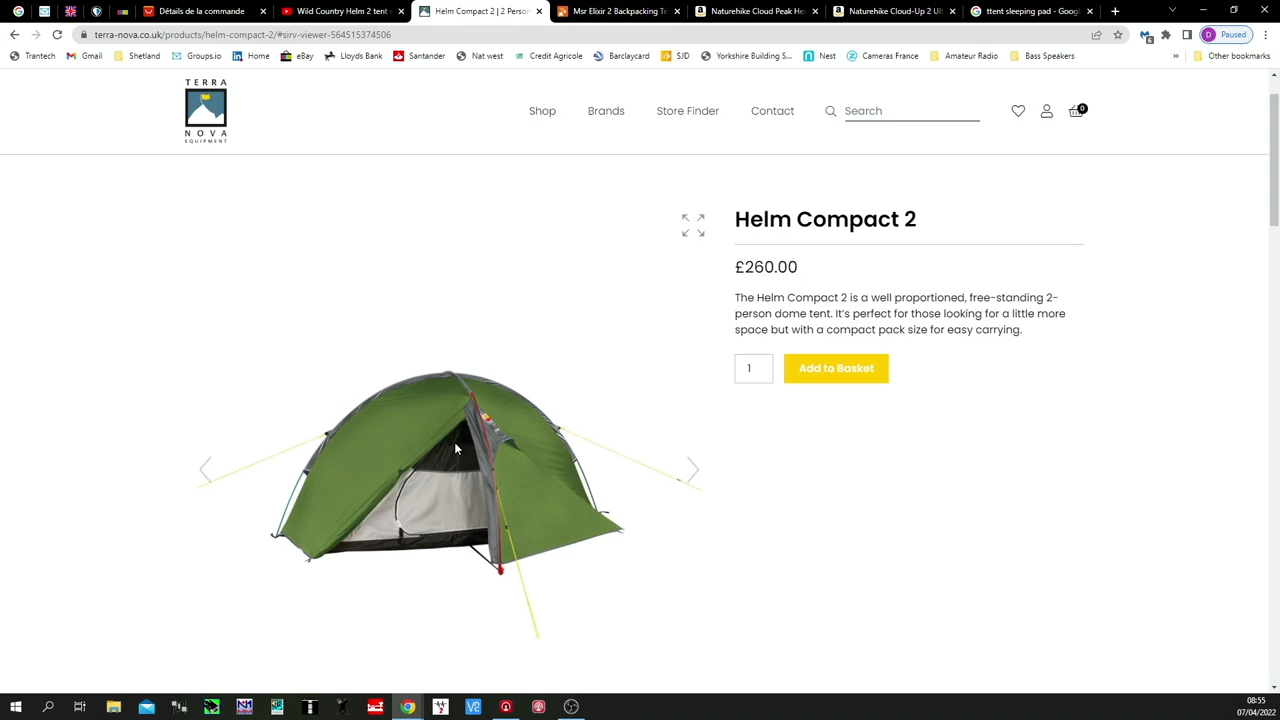 Détails de la commande
Wild Country Helm 2 tent
Helm Compact 2 | 2 Person
Msr Elixir 2 Backpacking Te
Naturehike Cloud Peak He
Naturehike Cloud-Up 2 Ul
ttent sleeping pad - Goog
terra-nova.co.uk/products/helm-compact-2/#sirv-viewer-564515374506
6
D Paused
Trantech
Gmail
Shetland
Groups.io
Home
eBay
Lloyds Bank
Santander
Nat west
Credit Agricole
Barclaycard
SJD
Yorkshire Building S...
Nest
Cameras France
Amateur Radio
Bass Speakers
»
Other bookmarks
TERRA
NOVA
EQUIPMENT
Shop
Brands
Store Finder
Contact
Search
0
Helm Compact 2
£260.00
The Helm Compact 2 is a well proportioned, free-standing 2-
person dome tent. It's perfect for those looking for a little more
space but with a compact pack size for easy carrying.
1
Add to Basket
08:55
07/04/2022